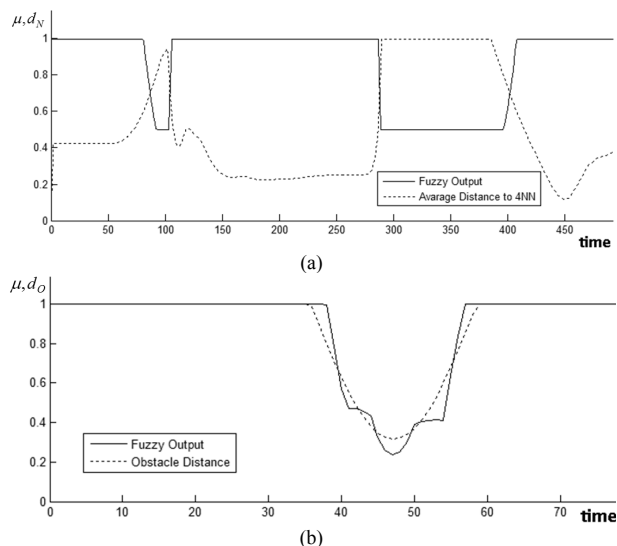 μ, d_N
1
0.8
0.6
0.4
0.2
0
0 50 100 150 200 250 300 350 400 450
time
Fuzzy Output
Avarage Distance to 4NN
(a)
μ, d_O
1
0.8
0.6
0.4
0.2
0
0 10 20 30 40 50 60 70
time
Fuzzy Output
Obstacle Distance
(b)